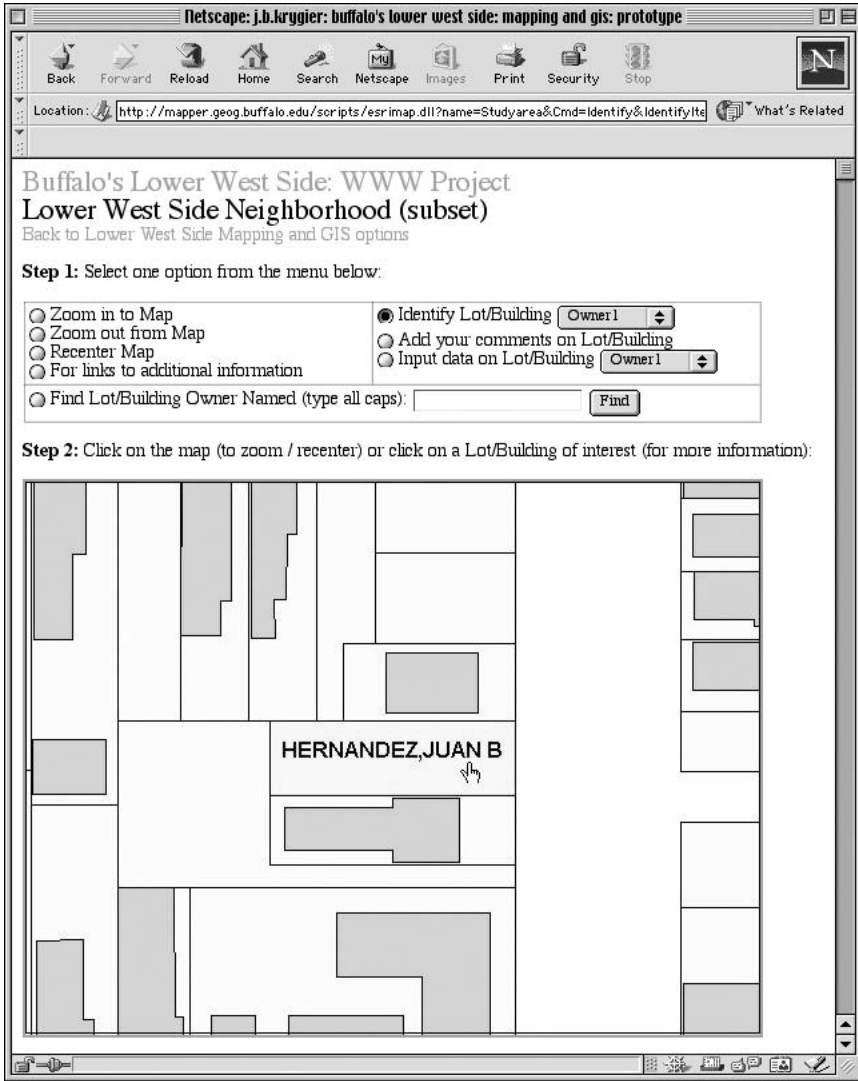 Netscape: j.b.krygier: buffalo's lower west side: mapping and gis: prototype
Back Forward Reload Home Search Netscape Images Print Security Stop
My
N
Location: http://mapper.geog.buffalo.edu/scripts/esrimap.dll?name=Studyarea&Cmd=Identify&IdentifyIte What's Related
Buffalo's Lower West Side: WWW Project
Lower West Side Neighborhood (subset)
Back to Lower West Side Mapping and GIS options
Step 1: Select one option from the menu below:
Zoom in to Map
Zoom out from Map
Recenter Map
For links to additional information
Identify Lot/Building Owner1
Add your comments on Lot/Building
Input data on Lot/Building Owner1
Find Lot/Building Owner Named (type all caps): Find
Step 2: Click on the map (to zoom / recenter) or click on a Lot/Building of interest (for more information):
HERNANDEZ,JUAN B